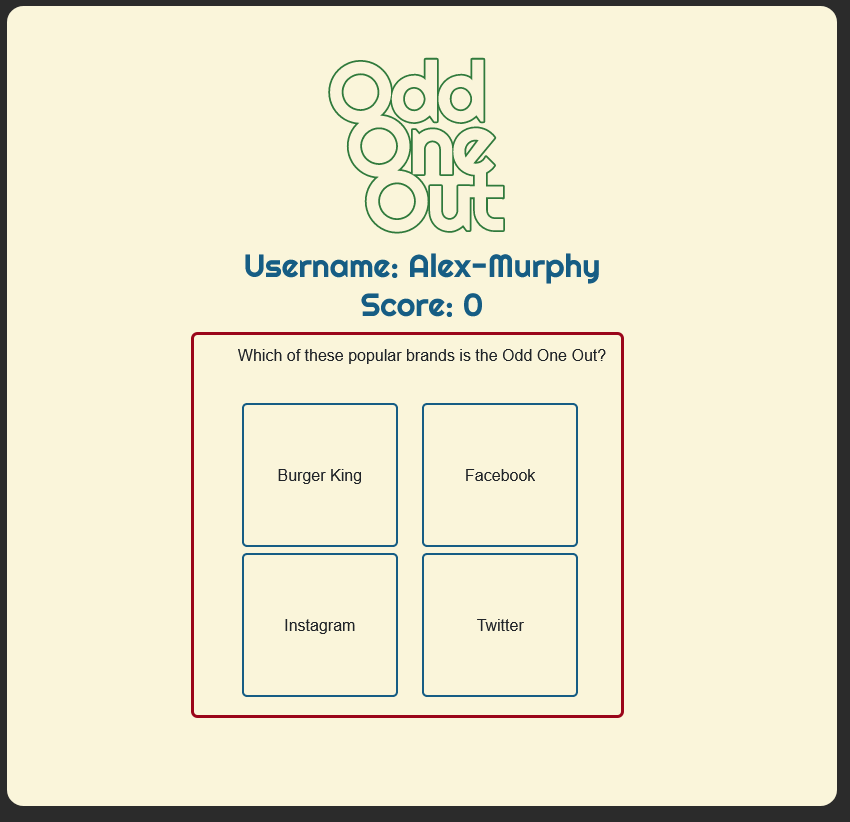 Odd
One
Out
Username: Alex-Murphy
Score: 0
Which of these popular brands is the Odd One Out?
Burger King
Facebook
Instagram
Twitter